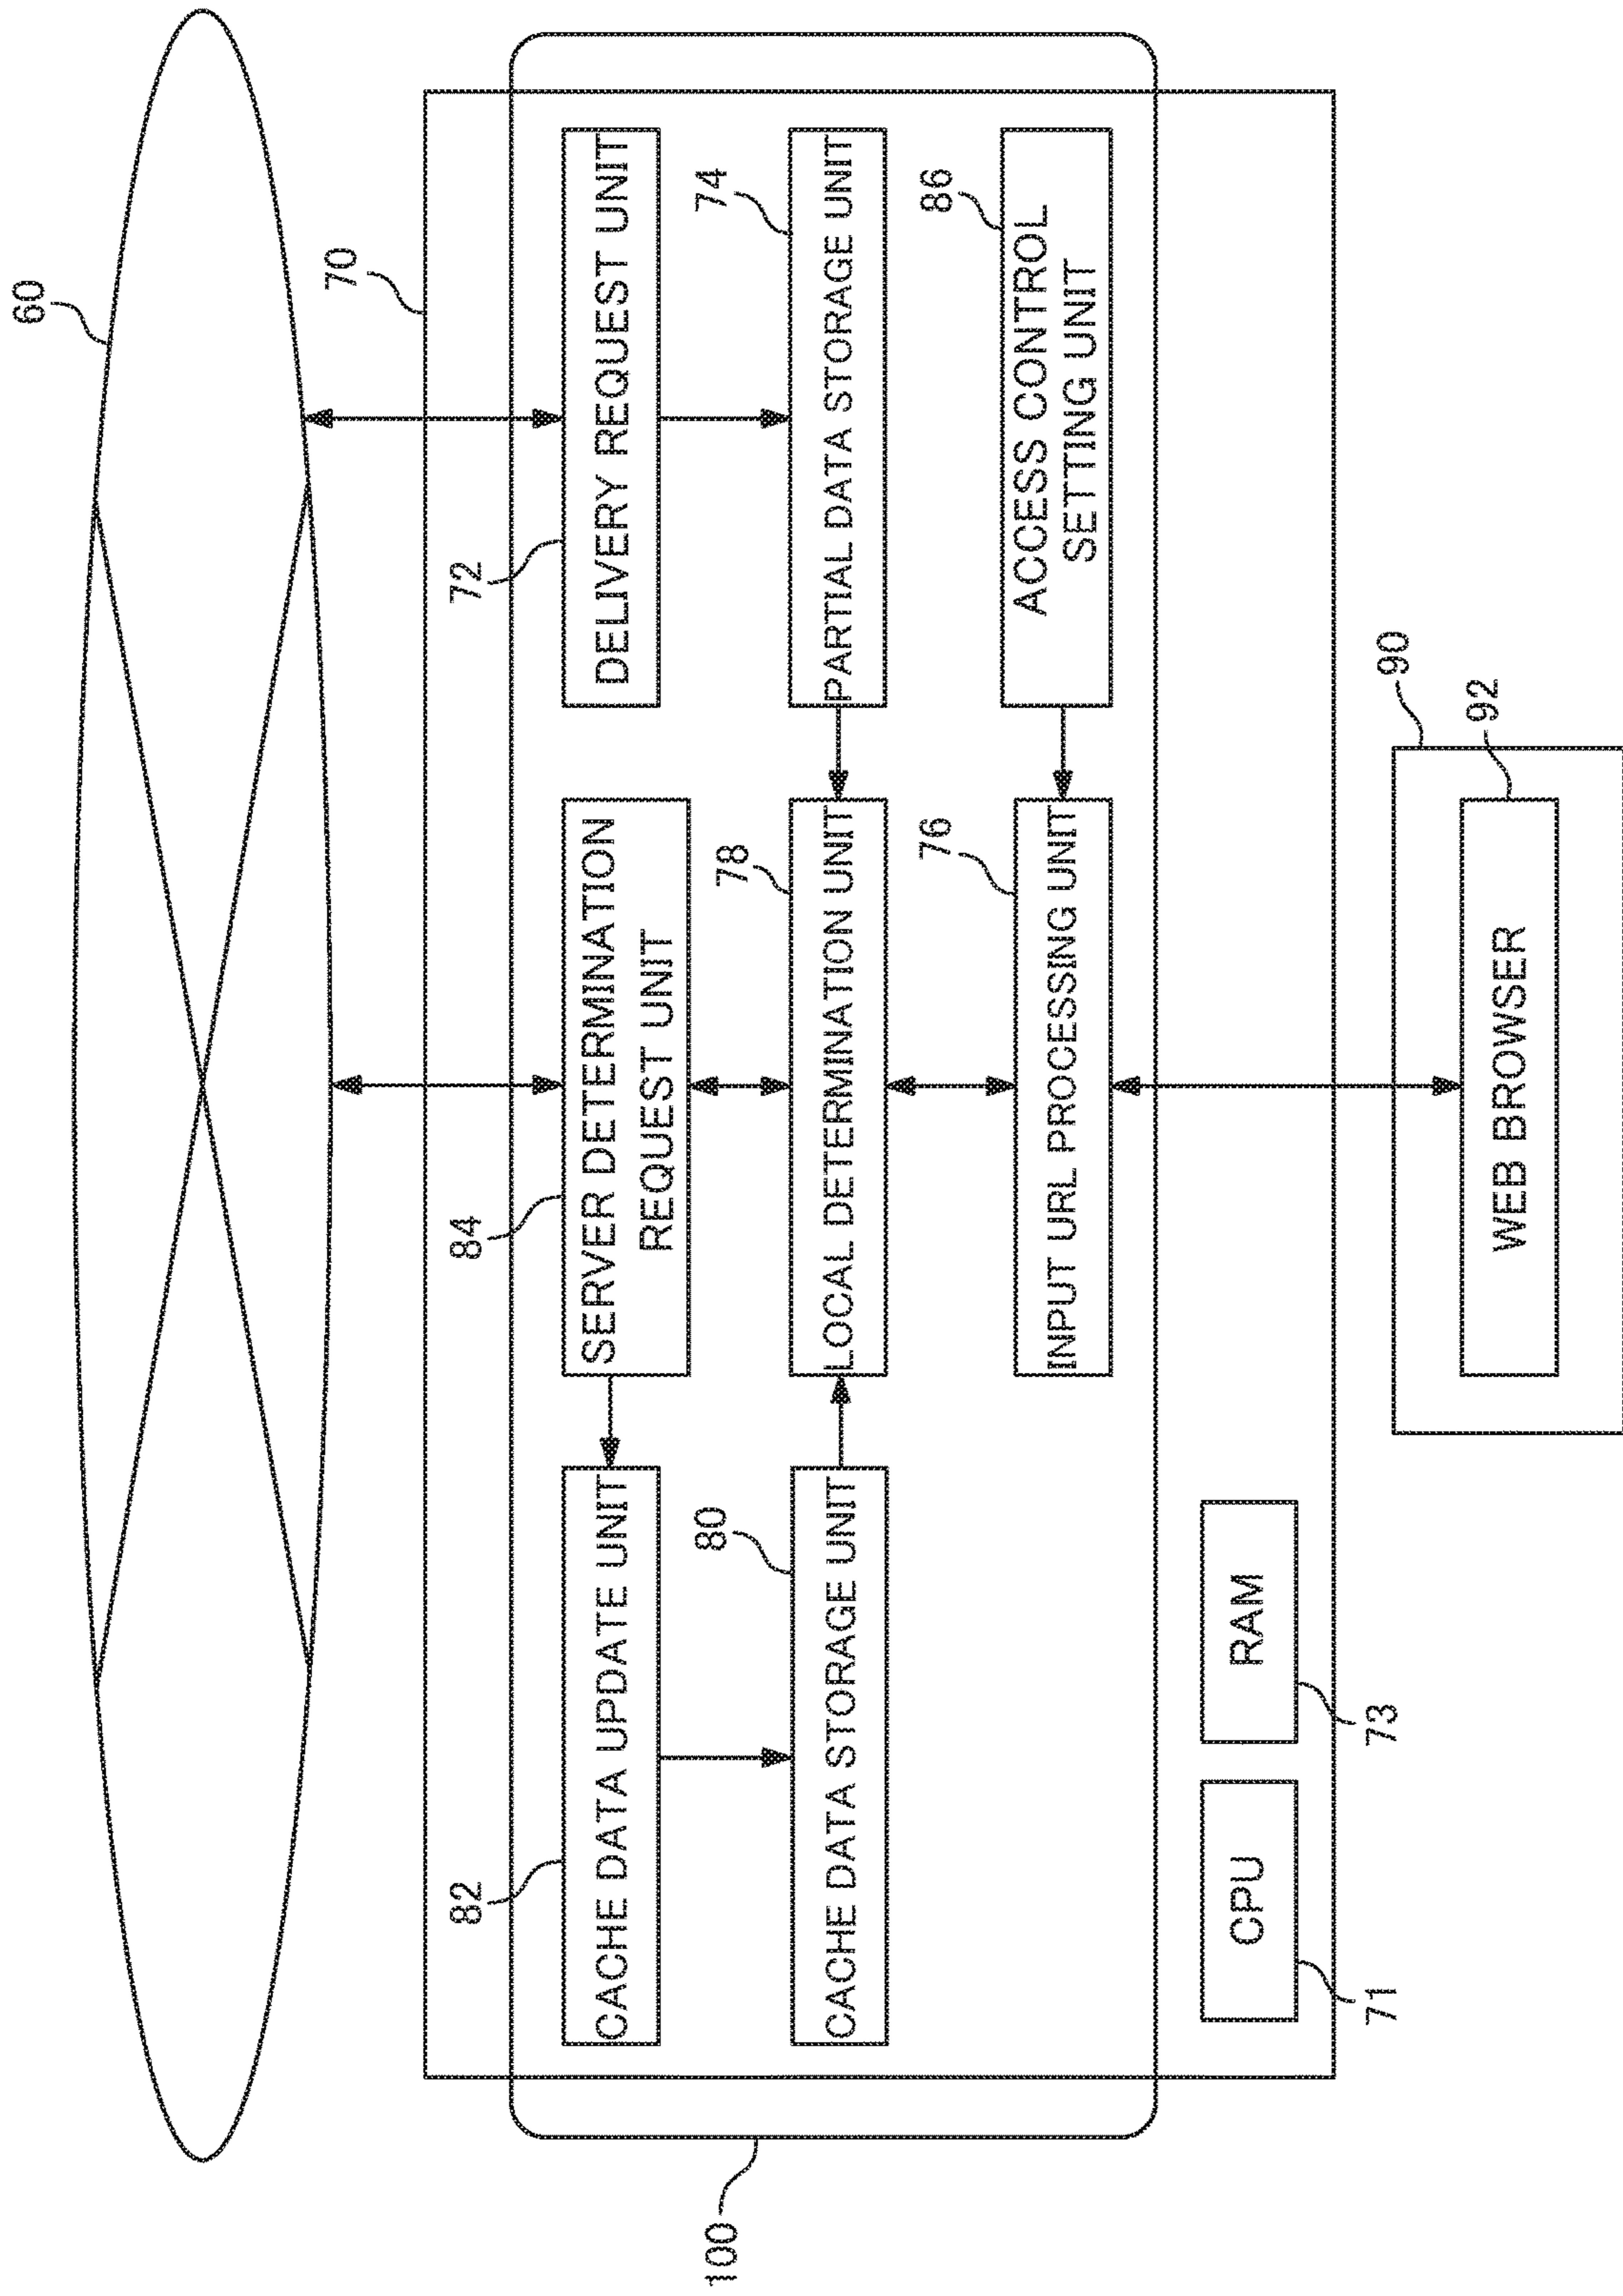 60
70
82
CACHE DATA UPDATE UNIT
84
SERVER DETERMINATION
REQUEST UNIT
72
DELIVERY REQUEST UNIT
80
CACHE DATA STORAGE UNIT
78
LOCAL DETERMINATION UNIT
74
PARTIAL DATA STORAGE UNIT
100
76
INPUT URL PROCESSING UNIT
86
ACCESS CONTROL
SETTING UNIT
CPU
71
RAM
73
90
92
WEB BROWSER